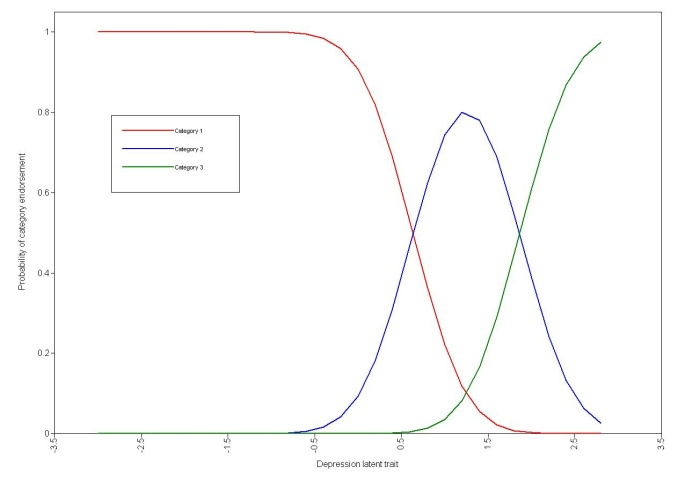 1
0.8
0.6
0.4
0.2
0
Probability of category endorsement
Category 1
Category 2
Category 3
-3.5
-2.5
-1.5
-0.5
0.5
1.5
2.5
3.5
Depression latent trait